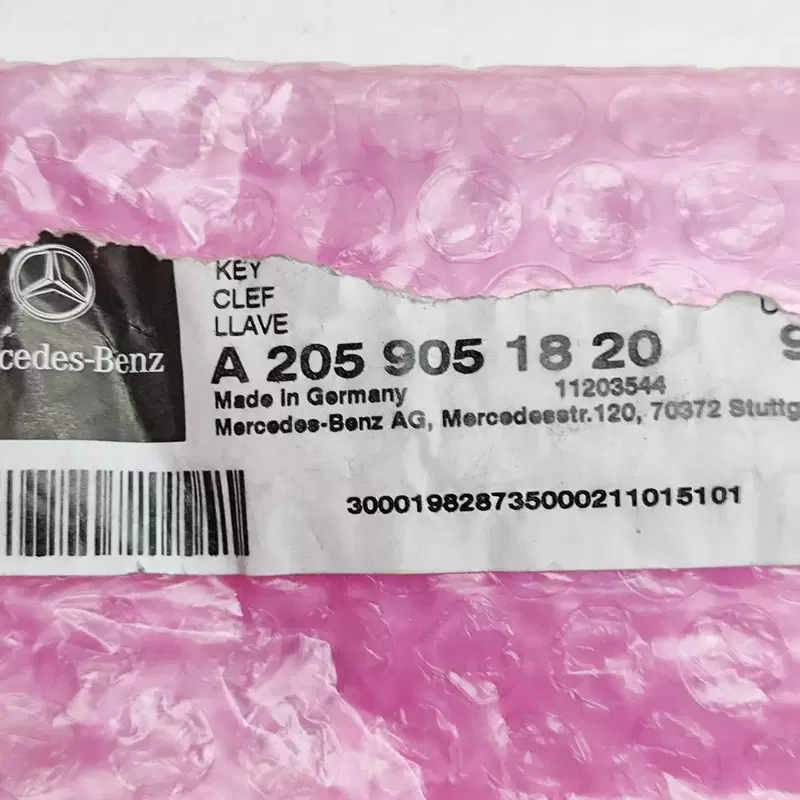 KEY
CLEF
LLAVE
cedes-Benz
A 205 905 18 20
Made in Germany 11203544
Mercedes-Benz AG, Mercedesstr.120, 70372 Stuttg
300019828735000211015101